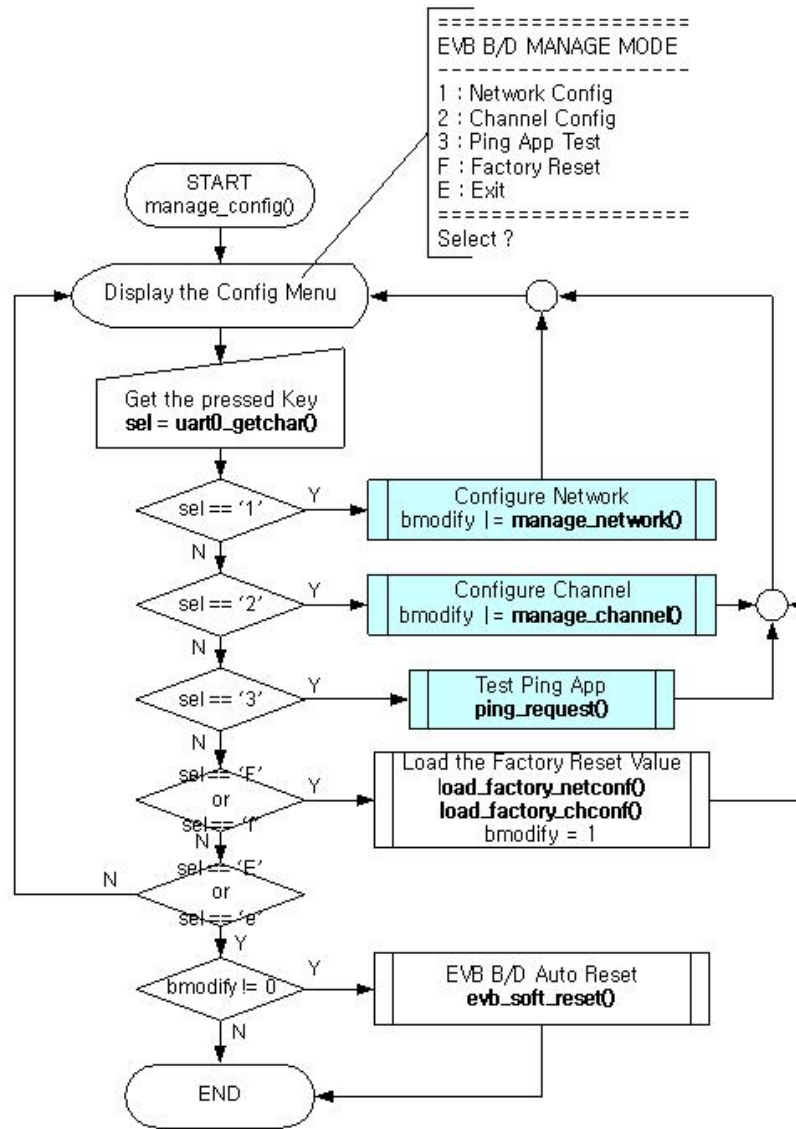 ====================
EVB B/D MANAGE MODE
--------------------
1 : Network Config
2 : Channel Config
3 : Ping App Test
F : Factory Reset
E : Exit
====================
Select ?
START
manage_config()
Display the Config Menu
Get the pressed Key
sel = uart0_getchar()
sel == ‘1’
Y
N
Configure Network
bmodify |= manage_network()
sel == ‘2’
Y
N
Configure Channel
bmodify |= manage_channel()
sel == ‘3’
Y
N
Test Ping App
ping_request()
sel == ‘F’
or
sel == ‘f’
Y
N
Load the Factory Reset Value
load_factory_netconf()
load_factory_chconf()
bmodify = 1
sel == ‘E’
or
sel == ‘e’
N
Y
bmodify != 0
Y
N
EVB B/D Auto Reset
evb_soft_reset()
END